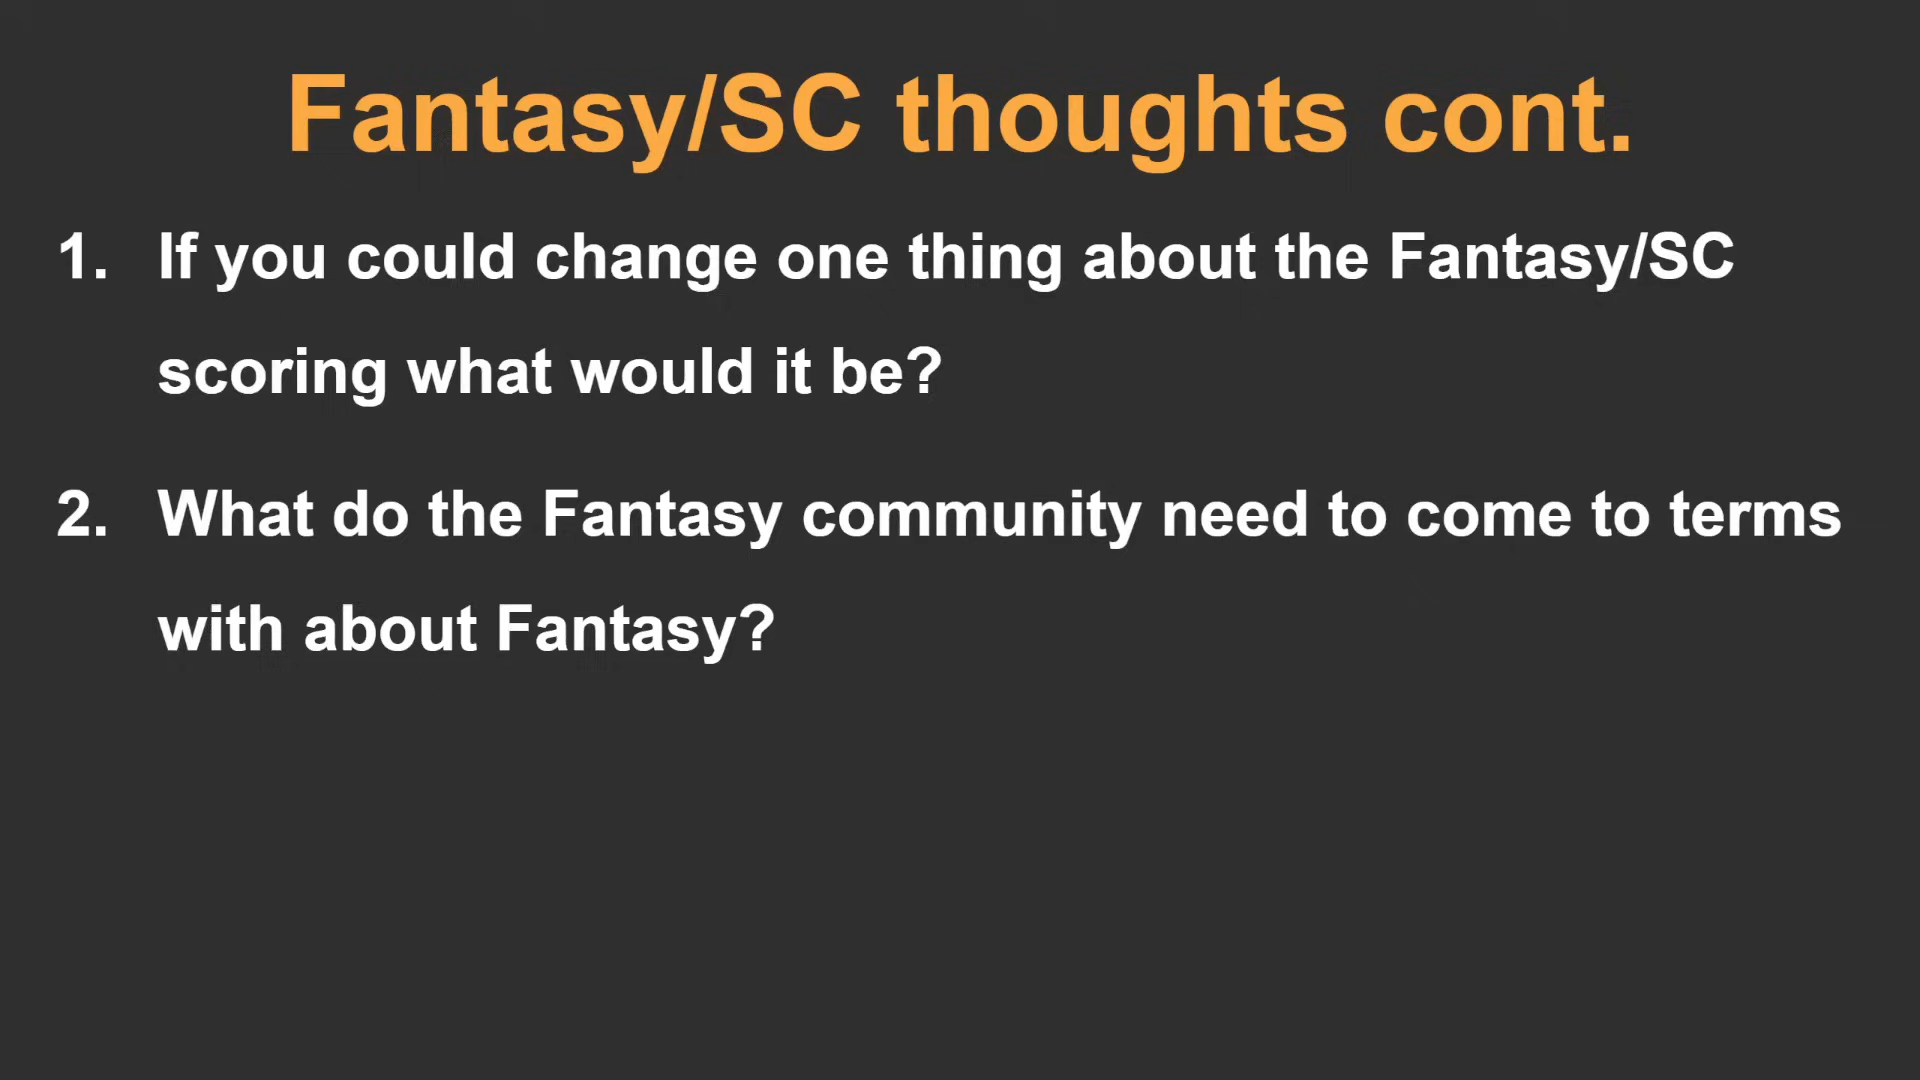 Fantasy/SC thoughts cont.
1. If you could change one thing about the Fantasy/SC
scoring what would it be?
2. What do the Fantasy community need to come to terms
with about Fantasy?